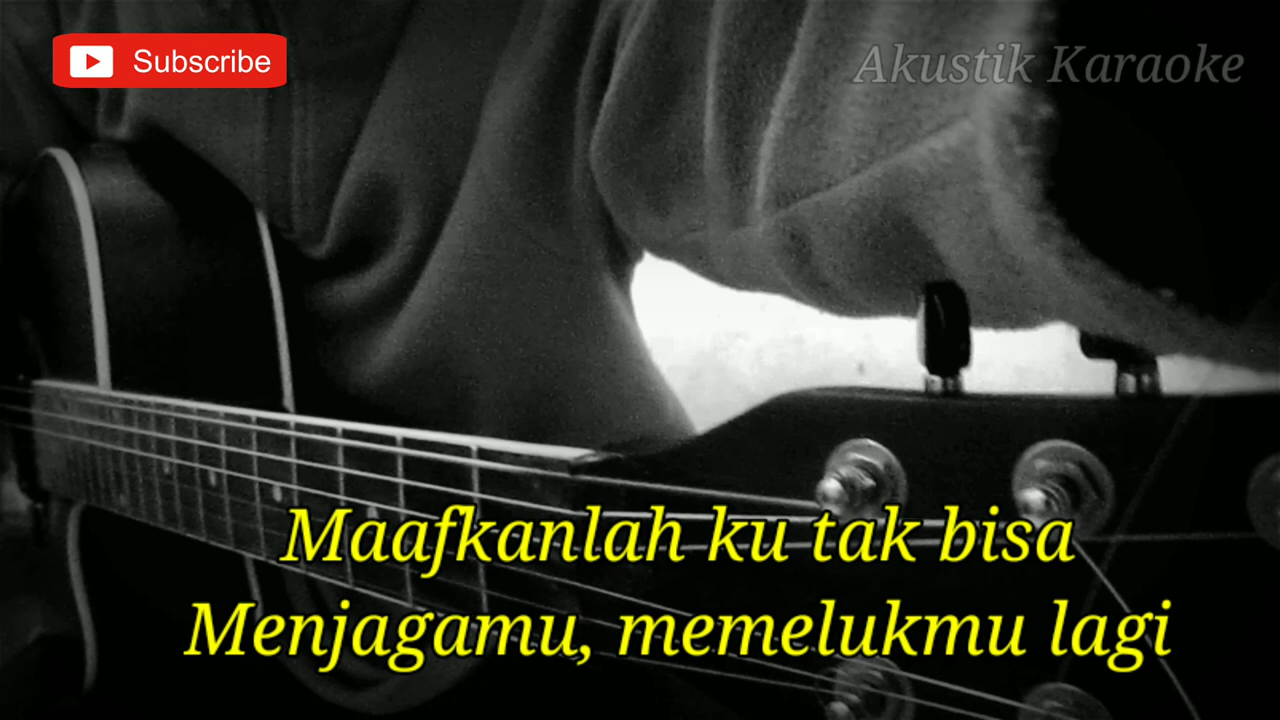 Subscribe
Akustik Karaoke
Maafkanlah ku tak bisa
Menjagamu, memelukmu lagi